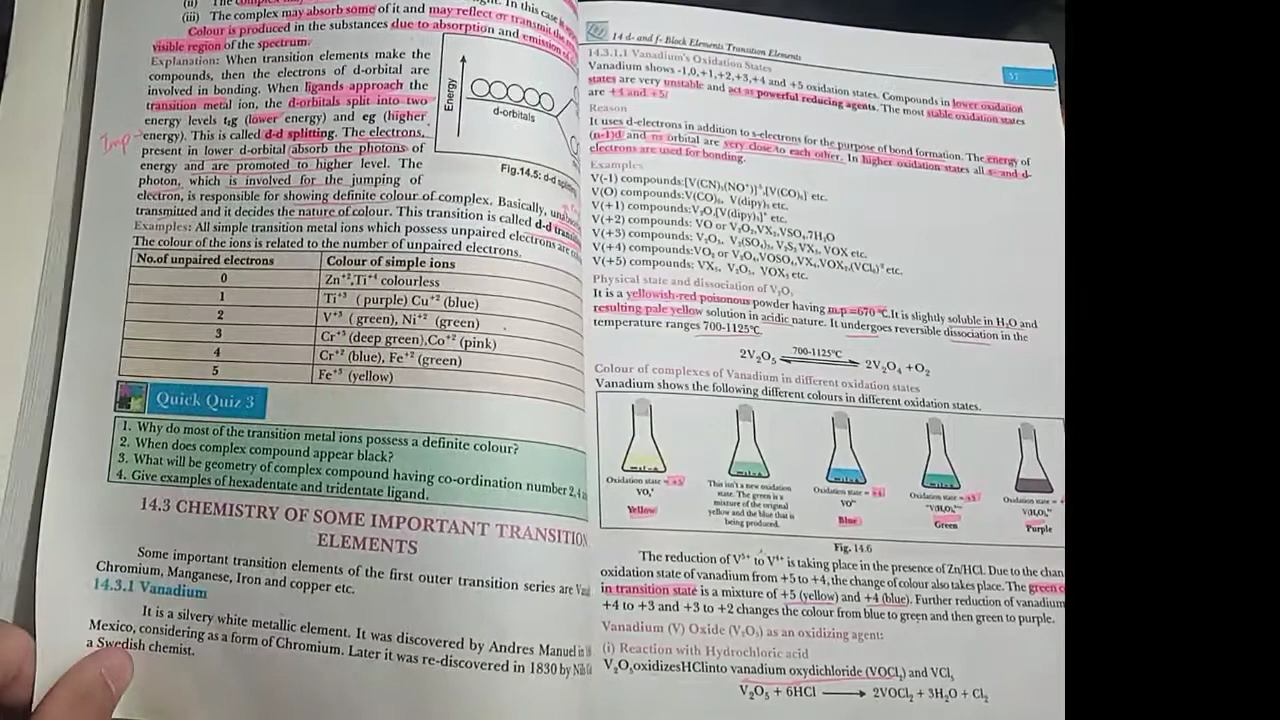 (ii) The complex
(iii) The complex may absorb some of it and may reflect or transmit the
Colour is produced in the substances due to absorption and emission of
visible region of the spectrum.
Explanation: When transition elements make the
compounds, then the electrons of d-orbital are
involved in bonding. When ligands approach the
transition metal ion, the d-orbitals split into two
energy levels t₂g (lower energy) and eg (higher
energy). This is called d-d splitting. The electrons,
Imp
present in lower d-orbital absorb the photons of
energy and are promoted to higher level. The
photon, which is involved for the jumping of
electron, is responsible for showing definite colour of complex. Basically,
transmitted and it decides the nature of colour. This transition is called d-d
Examples: All simple transition metal ions which possess unpaired electrons are
The colour of the ions is related to the number of unpaired electrons.
Energy
d-orbitals
Fig.14.5: d-d
No.of unpaired electrons Colour of simple ions
0 Zn⁺²,Ti⁺⁴ colourless
1 Ti⁺³ (purple) Cu⁺² (blue)
2 V⁺³ (green), Ni⁺² (green)
3 Cr⁺³ (deep green),Co⁺² (pink)
4 Cr⁺² (blue), Fe⁺² (green)
5 Fe⁺³ (yellow)
Quick Quiz 3
1. Why do most of the transition metal ions possess a definite colour?
2. When does complex compound appear black?
3. What will be geometry of complex compound having co-ordination number 2,4
4. Give examples of hexadentate and tridentate ligand.
14.3 CHEMISTRY OF SOME IMPORTANT TRANSITION
ELEMENTS
Some important transition elements of the first outer transition series are
Chromium, Manganese, Iron and copper etc.
14.3.1 Vanadium
It is a silvery white metallic element. It was discovered by Andres Manuel in
Mexico, considering as a form of Chromium. Later it was re-discovered in 1830 by
a Swedish chemist.
14 d- and f- Block Elements Transition Elements
14.3.1.1 Vanadium's Oxidation States
Vanadium shows -1,0,+1,+2,+3,+4 and +5 oxidation states. Compounds in lower oxidation
states are very unstable and act as powerful reducing agents. The most stable oxidation states
are +4 and +5.
Reason
It uses d-electrons in addition to s-electrons for the purpose of bond formation. The energy of
(n-1)d and ns orbital are very close to each other. In higher oxidation states all s- and d-
electrons are used for bonding.
Examples
V(-1) compounds: etc.
V(O) compounds:V(CO)₆, V(dipy)₃ etc.
V(+1) compounds:V₂O,[V(dipy)₃]⁺ etc.
V(+2) compounds: VO or V₂O₂,VX₂,VSO₄.7H₂O
V(+3) compounds: V₂O₃, V₂(SO₄)₃, V₂S₃ VX₃, VOX etc.
V(+4) compounds:VO₂ or V₂O₄,VOSO₄,VX₄,VOX₂, etc.
V(+5) compounds: VX₅, V₂O₅, VOX₃ etc.
Physical state and dissociation of V₂O₅
It is a yellowish-red poisonous powder having m.p =670 °C.It is slighly soluble in H₂O and
resulting pale yellow solution in acidic nature. It undergoes reversible dissociation in the
temperature ranges 700-1125°C.
700-1125°C
2V₂O₅ ⇌ 2V₂O₄ +O₂
Colour of complexes of Vanadium in different oxidation states
Vanadium shows the following different colours in different oxidation states.
Oxidation state = +5
VO₂⁺
Yellow
This isn't a new oxidation
state. The green is a
mixture of the original
yellow and the blue that is
being produced.
Oxidation state = +4
Blue
Oxidation state = +3
Green
Oxidation state =
Purple
Fig. 14.6
The reduction of V⁵⁺ to V⁴⁺ is taking place in the presence of Zn/HCl. Due to the
oxidation state of vanadium from +5 to +4, the change of colour also takes place. The green
in transition state is a mixture of +5 (yellow) and +4 (blue). Further reduction of vanadium
+4 to +3 and +3 to +2 changes the colour from blue to green and then green to purple.
Vanadium (V) Oxide (V₂O₅) as an oxidizing agent:
(i) Reaction with Hydrochloric acid
V₂O₅oxidizesHClinto vanadium oxydichloride (VOCl₂) and
V₂O₅ + 6HCl ⟶ 2VOCl₂ + 3H₂O + Cl₂